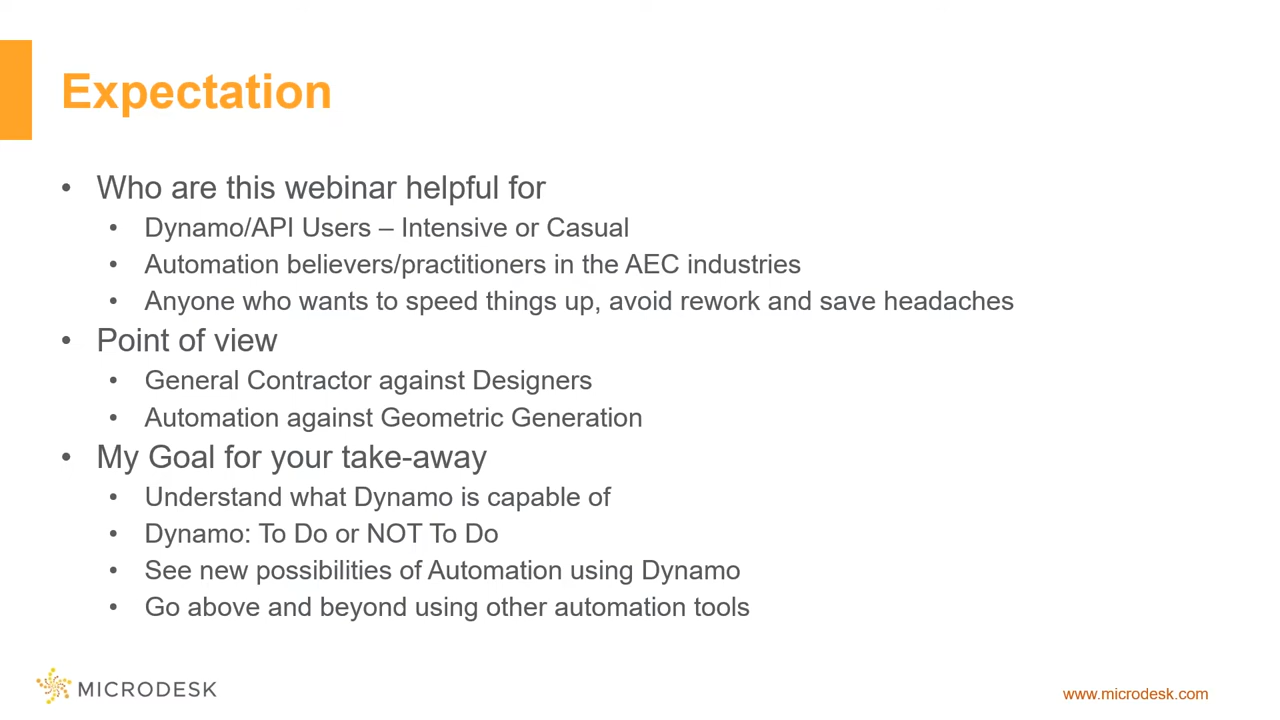 Expectation
• Who are this webinar helpful for
• Dynamo/API Users – Intensive or Casual
• Automation believers/practitioners in the AEC industries
• Anyone who wants to speed things up, avoid rework and save headaches
• Point of view
• General Contractor against Designers
• Automation against Geometric Generation
• My Goal for your take-away
• Understand what Dynamo is capable of
• Dynamo: To Do or NOT To Do
• See new possibilities of Automation using Dynamo
• Go above and beyond using other automation tools
MICRODESK
www.microdesk.com